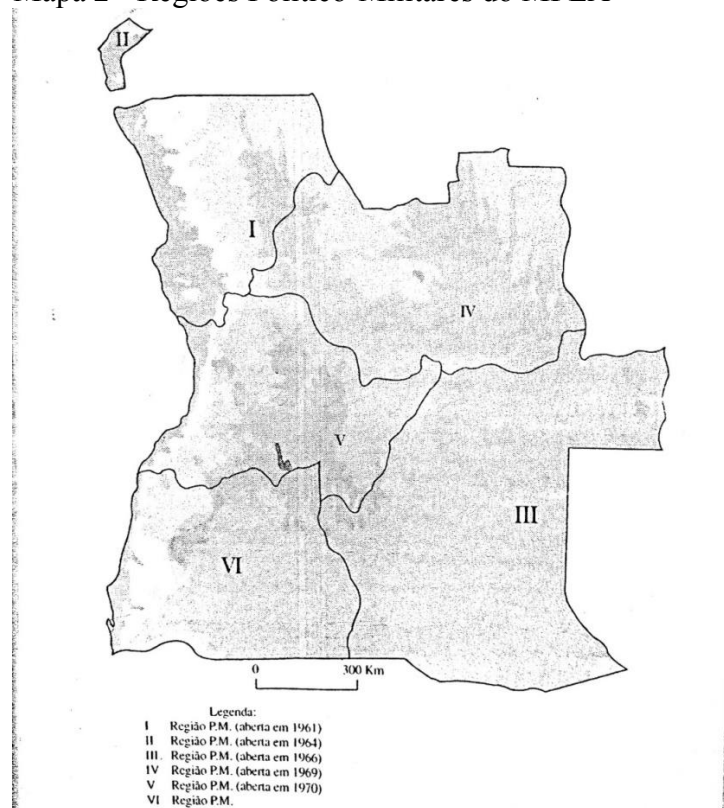 Mapa 2 - Regiões Político-Militares do MPLA
II
I
IV
V
III
VI
0 300 Km
Legenda:
I Região P.M. (aberta em 1961)
II Região P.M. (aberta em 1964)
III. Região P.M. (aberta em 1966)
IV Região P.M. (aberta em 1969)
V Região P.M. (aberta em 1970)
VI Região P.M.